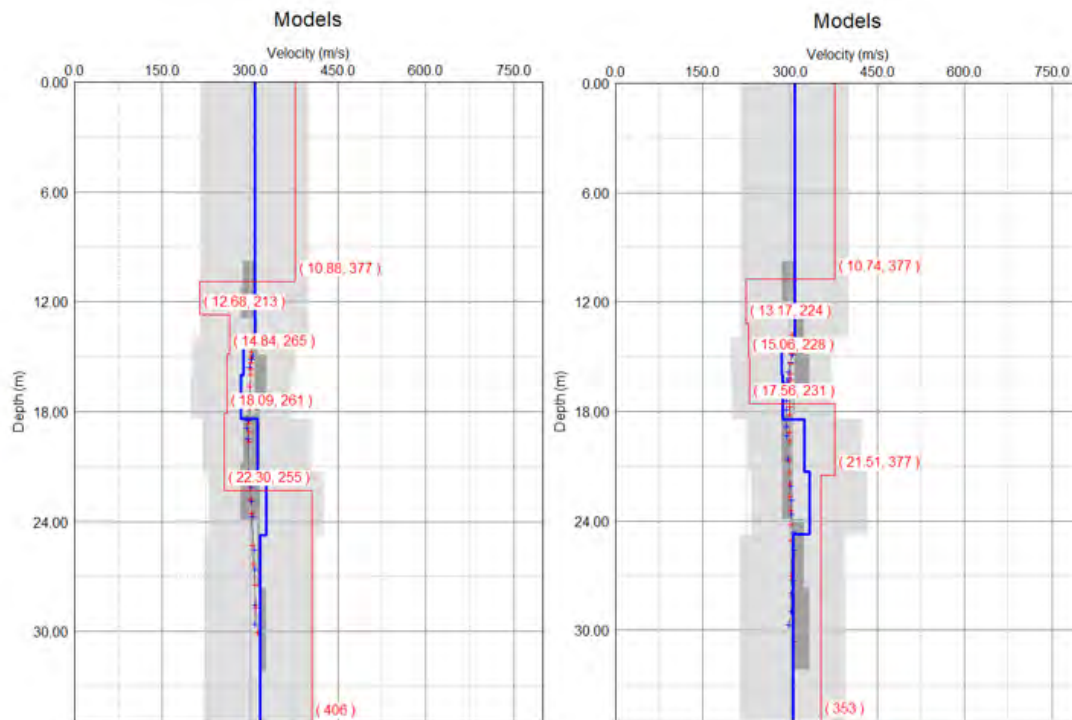 Models
Velocity (m/s)
0.0 150.0 300.0 450.0 600.0 750.0
0.00
6.00
12.00
18.00
24.00
30.00
Depth(m)
( 10.88, 377 )
( 12.68, 213 )
( 14.84, 265 )
( 18.09, 261 )
( 22.30, 255 )
( 406 )
Models
Velocity (m/s)
0.0 150.0 300.0 450.0 600.0 750.0
0.00
6.00
12.00
18.00
24.00
30.00
Depth(m)
( 10.74, 377 )
( 13.17, 224 )
( 15.06, 228 )
( 17.56, 231 )
( 21.51, 377 )
( 353 )